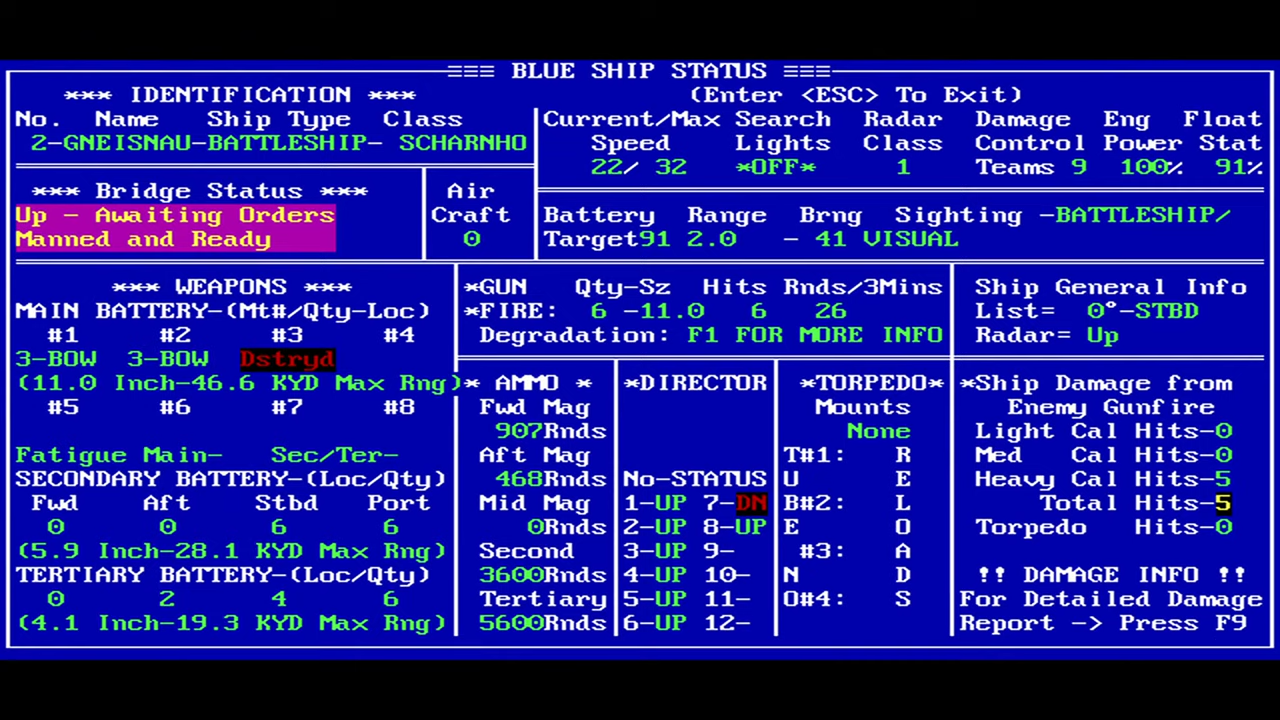 ≡≡≡ BLUE SHIP STATUS ≡≡≡
*** IDENTIFICATION ***
(Enter <ESC> To Exit)
No. Name Ship Type Class
2-GNEISNAU-BATTLESHIP- SCHARNHO
Current/Max Search Radar Damage Eng Float
Speed Lights Class Control Power Stat
22/ 32 *OFF* 1 Teams 9 100% 91%
*** Bridge Status ***
Up - Awaiting Orders
Manned and Ready
Air
Craft
0
Battery Range Brng Sighting -BATTLESHIP/
Target91 2.0 - 41 VISUAL
*** WEAPONS ***
MAIN BATTERY-(Mt#/Qty-Loc)
#1 #2 #3 #4
3-BOW 3-BOW Dstryd
(11.0 Inch-46.6 KYD Max Rng)
#5 #6 #7 #8
Fatigue Main- Sec/Ter-
SECONDARY BATTERY-(Loc/Qty)
Fwd Aft Stbd Port
0 0 6 6
(5.9 Inch-28.1 KYD Max Rng)
TERTIARY BATTERY-(Loc/Qty)
0 2 4 6
(4.1 Inch-19.3 KYD Max Rng)
*GUN Qty-Sz Hits Rnds/3Mins
*FIRE: 6 -11.0 6 26
Degradation: F1 FOR MORE INFO
Ship General Info
List= 0°-STBD
Radar= Up
* AMMO *
Fwd Mag
907Rnds
Aft Mag
468Rnds
Mid Mag
0Rnds
Second
3600Rnds
Tertiary
5600Rnds
*DIRECTOR
No-STATUS
1-UP 7-DN
2-UP 8-UP
3-UP 9-
4-UP 10-
5-UP 11-
6-UP 12-
*TORPEDO*
Mounts
None
T#1: R
U E
B#2: L
E O
#3: A
N D
O#4: S
*Ship Damage from
Enemy Gunfire
Light Cal Hits-0
Med Cal Hits-0
Heavy Cal Hits-5
Total Hits-5
Torpedo Hits-0
!! DAMAGE INFO !!
For Detailed Damage
Report -> Press F9